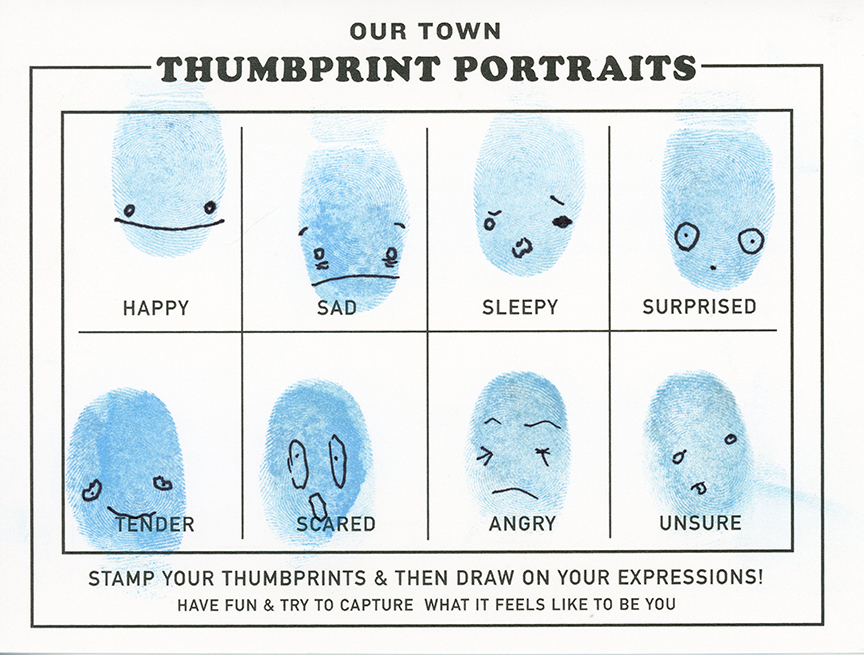 OUR TOWN
THUMBPRINT PORTRAITS
HAPPY
SAD
SLEEPY
SURPRISED
TENDER
SCARED
ANGRY
UNSURE
STAMP YOUR THUMBPRINTS & THEN DRAW ON YOUR EXPRESSIONS!
HAVE FUN & TRY TO CAPTURE WHAT IT FEELS LIKE TO BE YOU